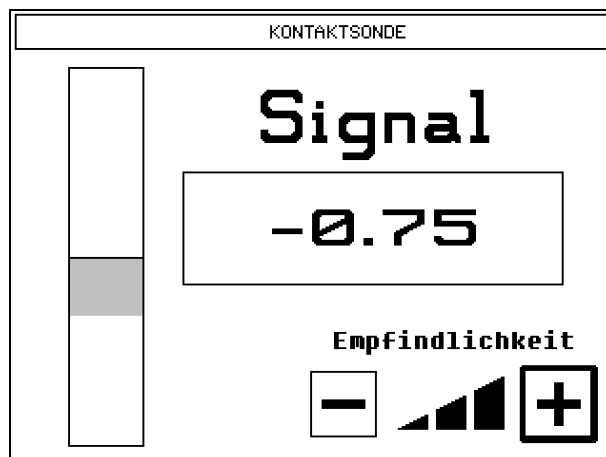 KONTAKTSONDE
Signal
-0.75
Empfindlichkeit
- +